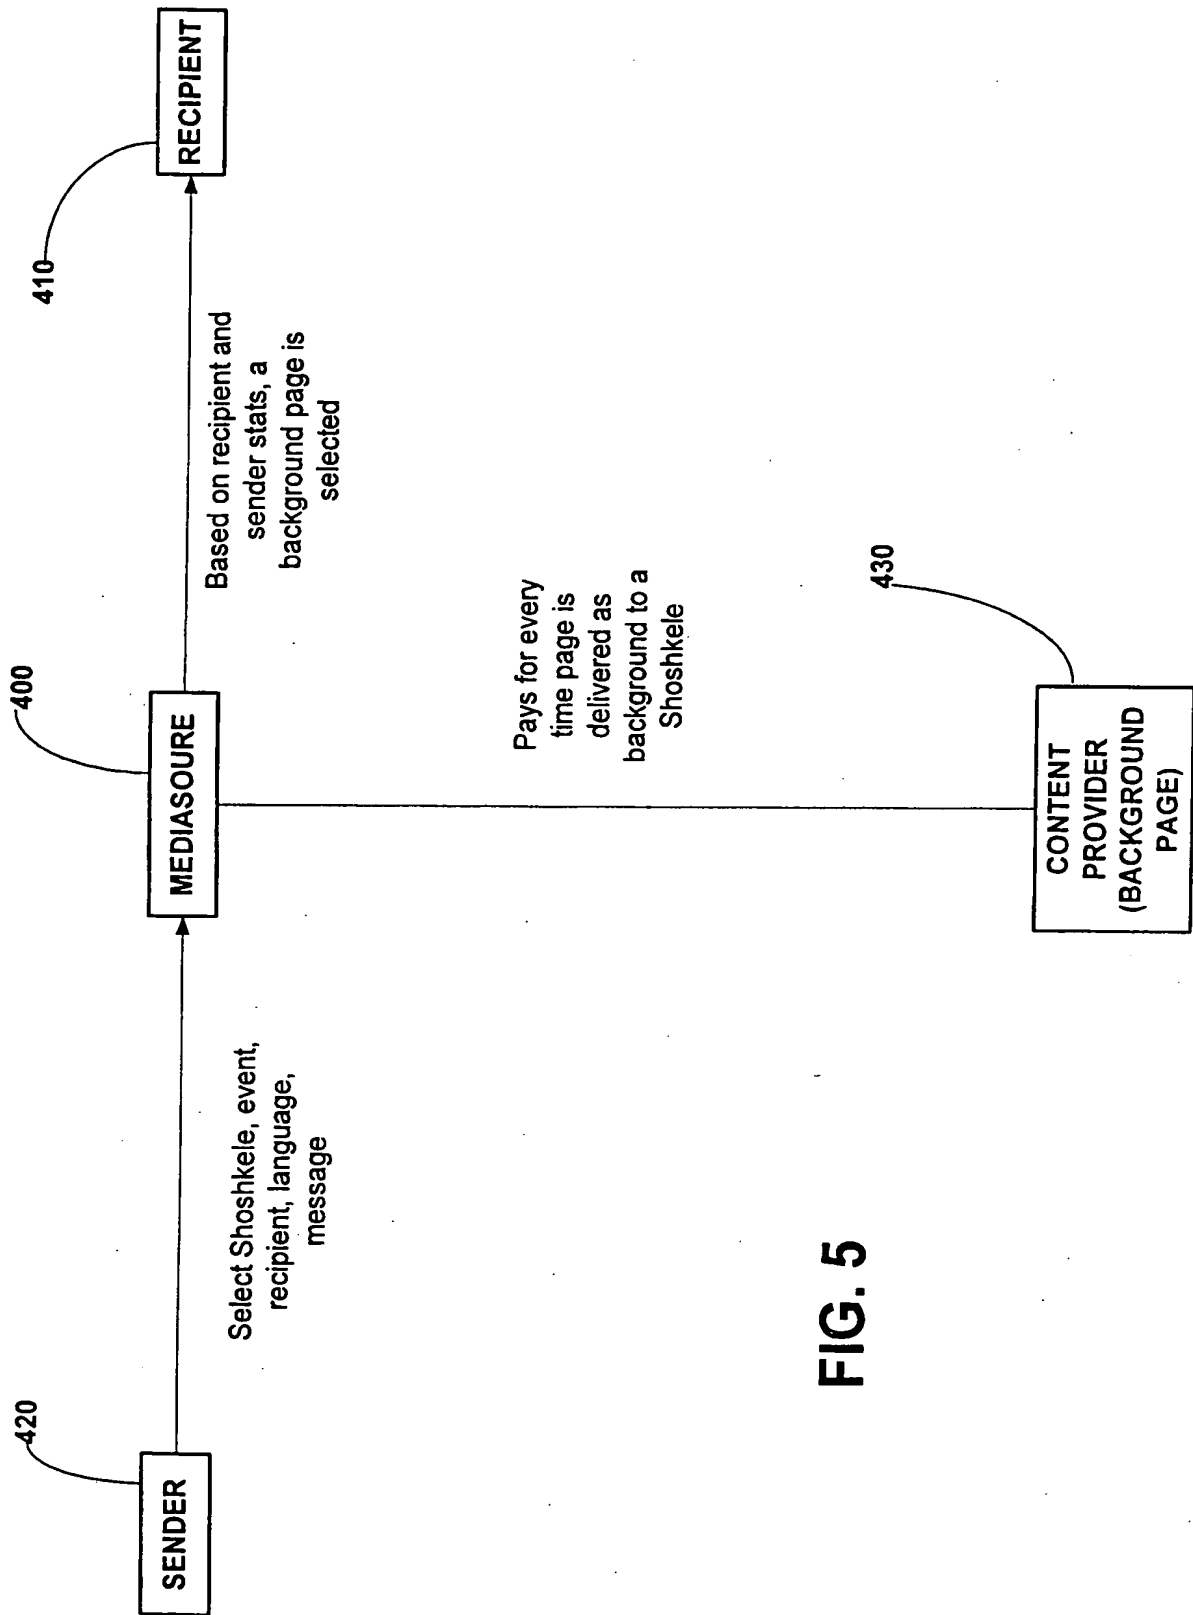 420
SENDER
Select Shoshkele, event,
recipient, language,
message
400
MEDIASOURE
Based on recipient and
sender stats, a
background page is
selected
410
RECIPIENT
Pays for every
time page is
delivered as
background to a
Shoshkele
430
CONTENT
PROVIDER
(BACKGROUND
PAGE)
FIG. 5